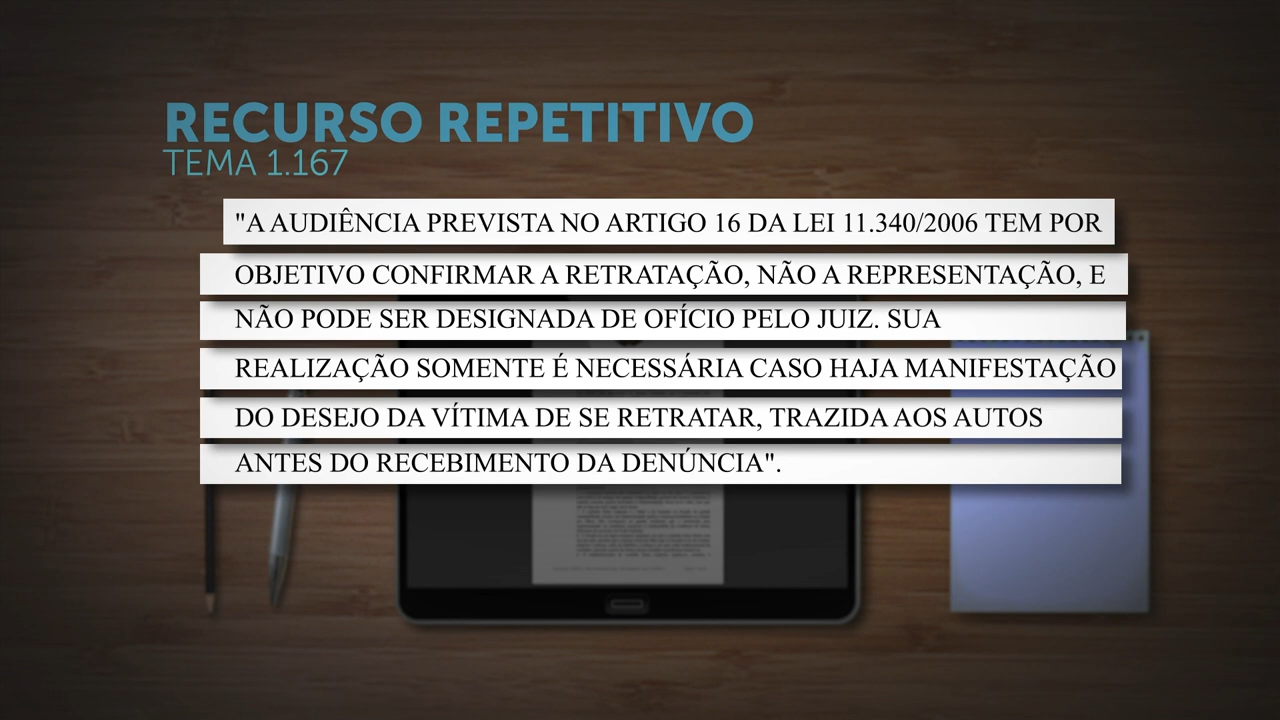 RECURSO REPETITIVO
TEMA 1.167
"A AUDIÊNCIA PREVISTA NO ARTIGO 16 DA LEI 11.340/2006 TEM POR
OBJETIVO CONFIRMAR A RETRATAÇÃO, NÃO A REPRESENTAÇÃO, E
NÃO PODE SER DESIGNADA DE OFÍCIO PELO JUIZ. SUA
REALIZAÇÃO SOMENTE É NECESSÁRIA CASO HAJA MANIFESTAÇÃO
DO DESEJO DA VÍTIMA DE SE RETRATAR, TRAZIDA AOS AUTOS
ANTES DO RECEBIMENTO DA DENÚNCIA".